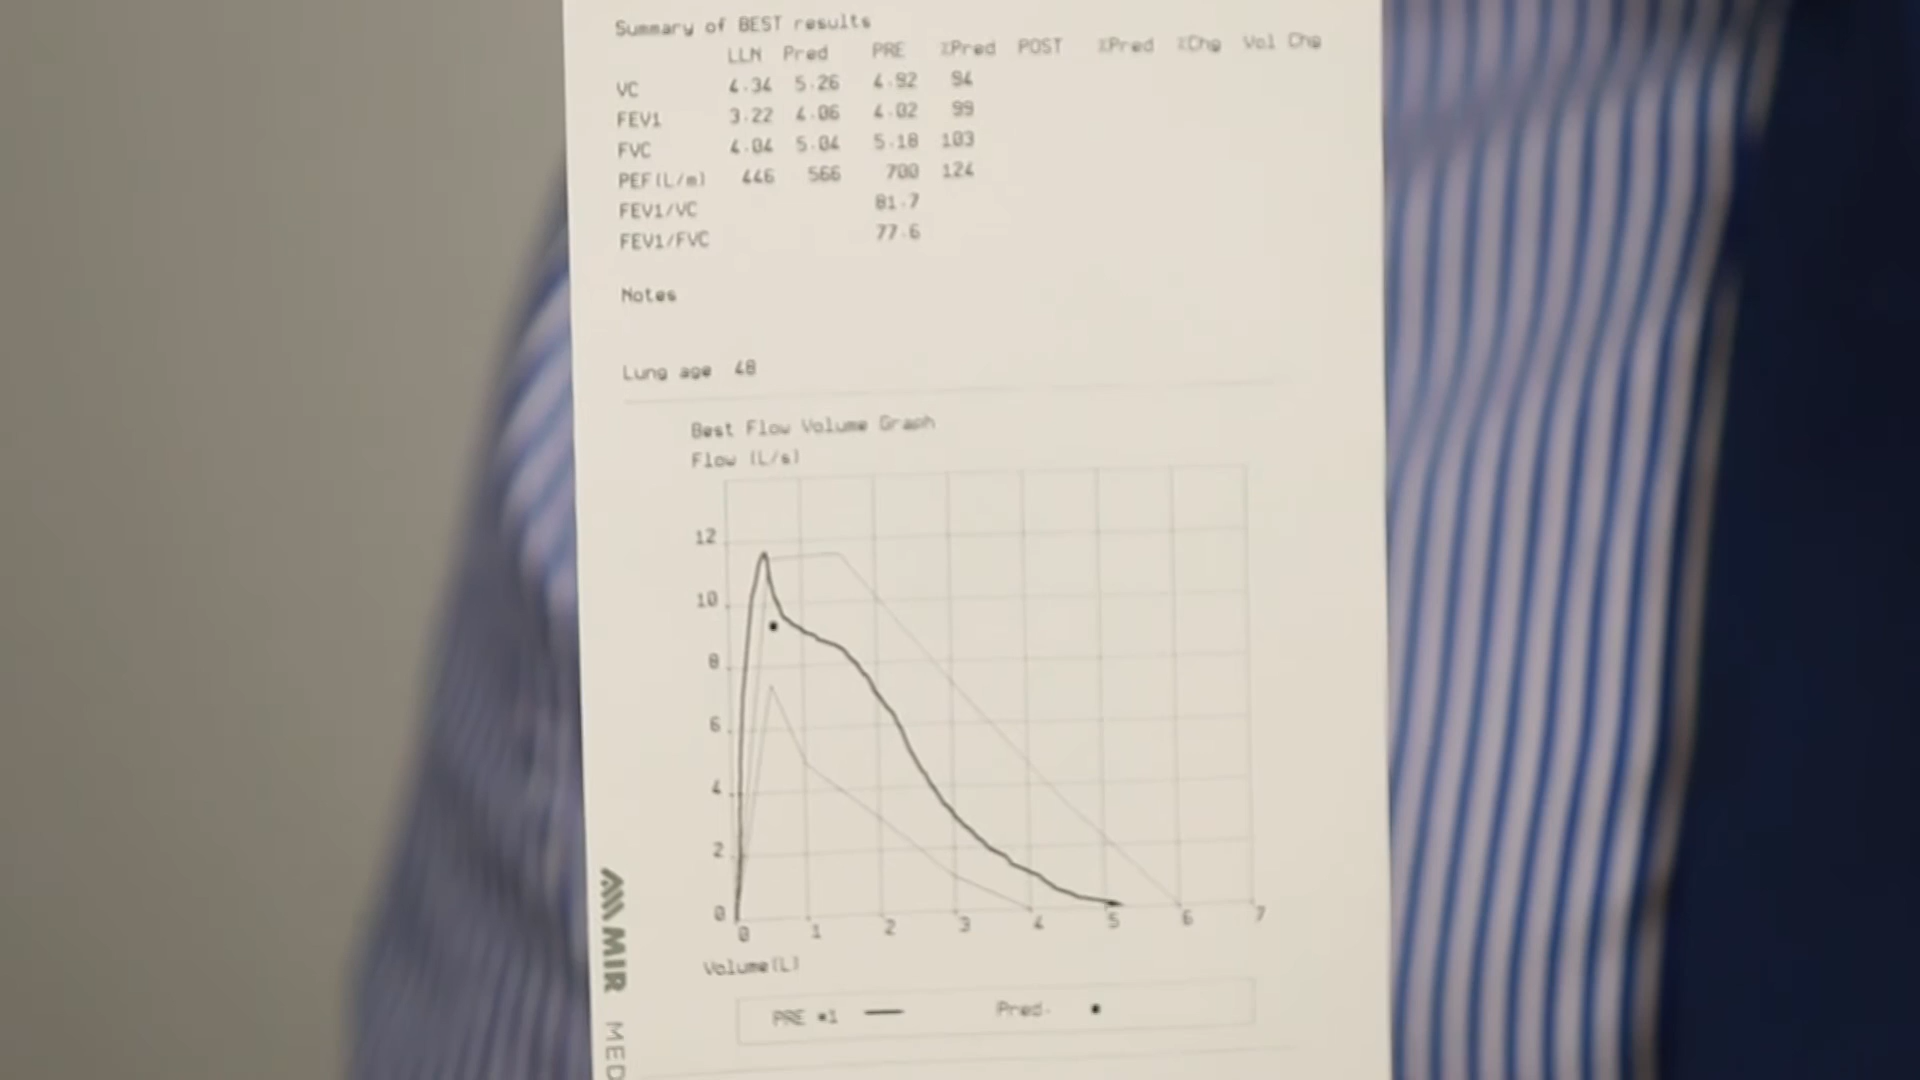 Summary of BEST results
LLN Pred PRE %Pred POST %Pred %Chg Vol Chg
VC 4.34 5.26 4.92 94
FEV1 3.22 4.06 4.02 99
FVC 4.04 5.04 5.18 103
PEF(L/m) 446 566 700 124
FEV1/VC 81.7
FEV1/FVC 77.6
Notes
Lung age 48
Best Flow Volume Graph
Flow (L/s)
12
10
8
6
4
2
0
0 1 2 3 4 5 6 7
Volume(L)
PRE #1 Pred.
MIR MED